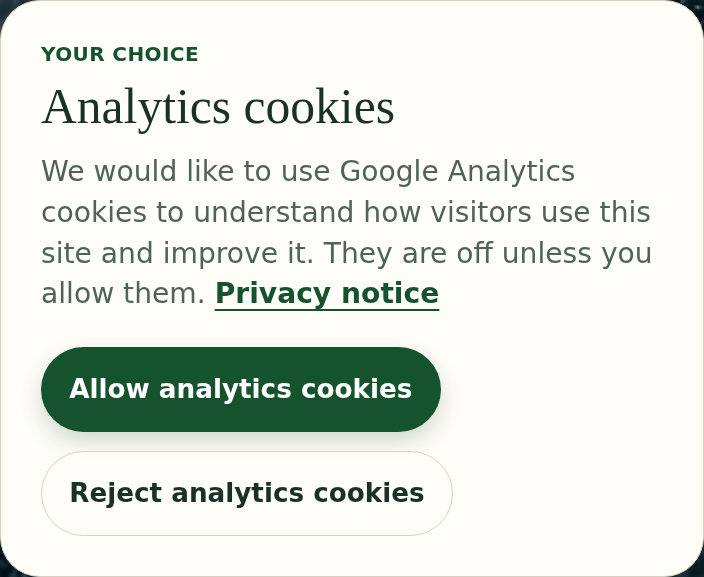 YOUR CHOICE
Analytics cookies
We would like to use Google Analytics
cookies to understand how visitors use this
site and improve it. They are off unless you
allow them. Privacy notice
Allow analytics cookies
Reject analytics cookies